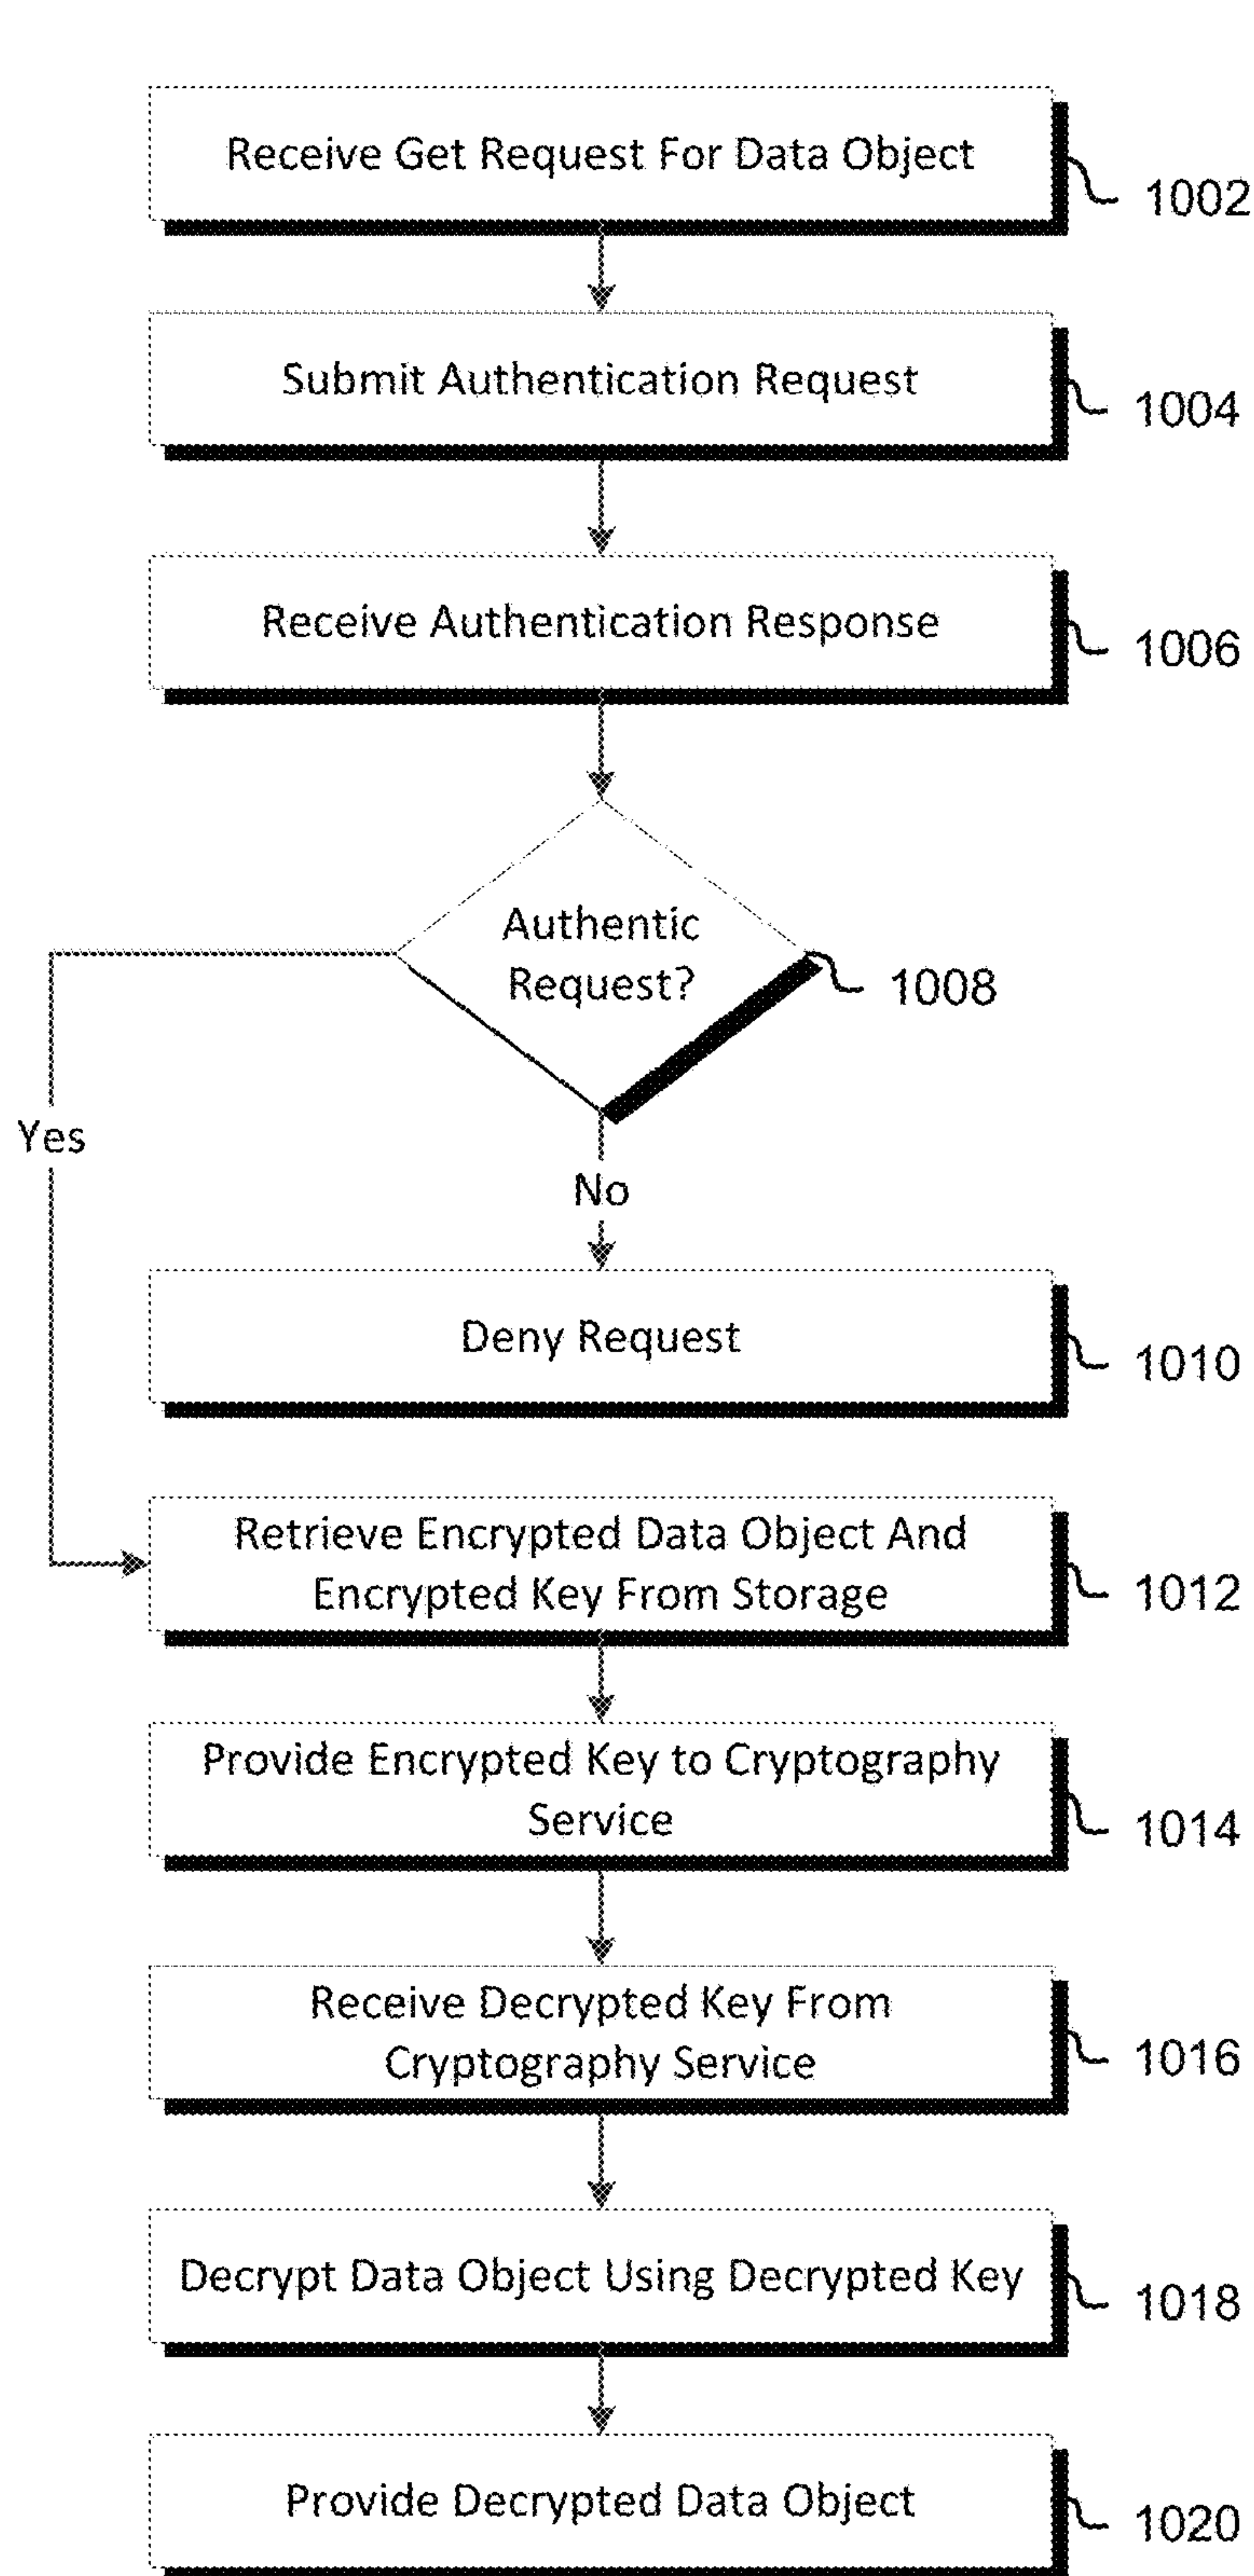 Receive Get Request For Data Object
1002
Submit Authentication Request
1004
Receive Authentication Response
1006
Authentic
Request?
1008
Yes
No
Deny Request
1010
Retrieve Encrypted Data Object And
Encrypted Key From Storage
1012
Provide Encrypted Key to Cryptography
Service
1014
Receive Decrypted Key From
Cryptography Service
1016
Decrypt Data Object Using Decrypted Key
1018
Provide Decrypted Data Object
1020